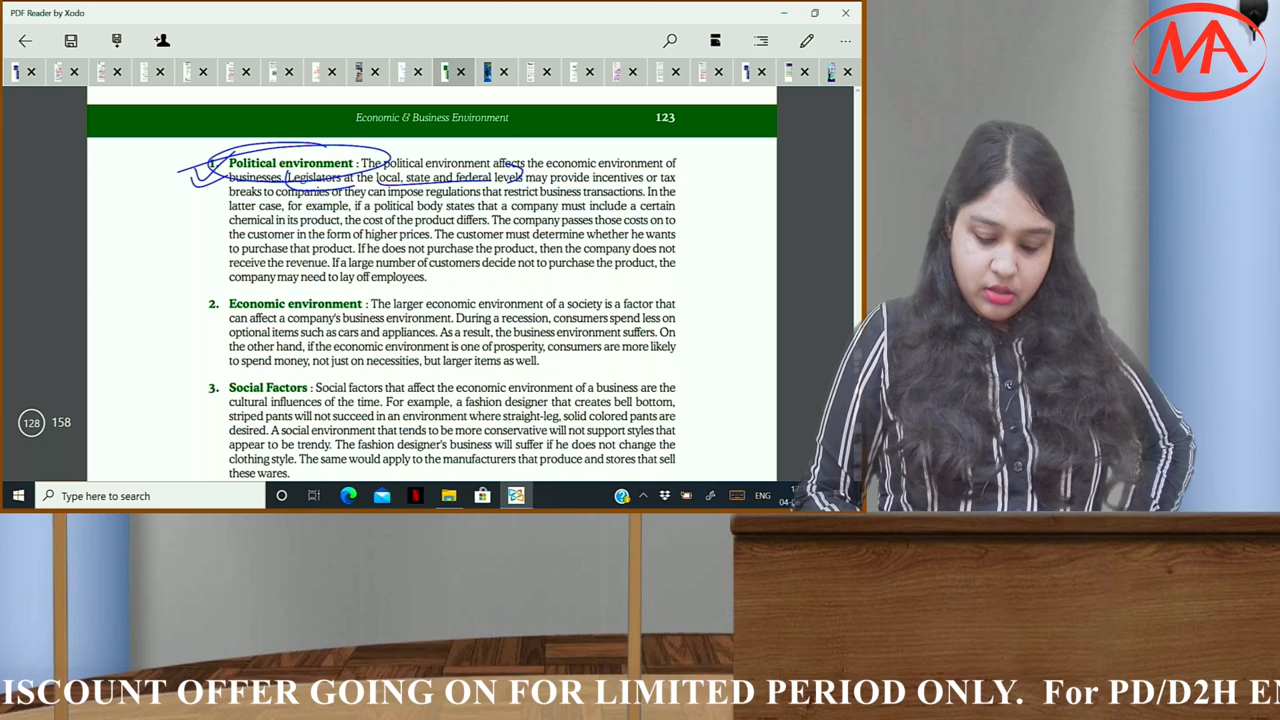 PDF Reader by Xodo
MA
Economic & Business Environment 123
1. Political environment : The political environment affects the economic environment of
businesses. Legislators at the local, state and federal levels may provide incentives or tax
breaks to companies or they can impose regulations that restrict business transactions. In the
latter case, for example, if a political body states that a company must include a certain
chemical in its product, the cost of the product differs. The company passes those costs on to
the customer in the form of higher prices. The customer must determine whether he wants
to purchase that product. If he does not purchase the product, then the company does not
receive the revenue. If a large number of customers decide not to purchase the product, the
company may need to lay off employees.
2. Economic environment : The larger economic environment of a society is a factor that
can affect a company's business environment. During a recession, consumers spend less on
optional items such as cars and appliances. As a result, the business environment suffers. On
the other hand, if the economic environment is one of prosperity, consumers are more likely
to spend money, not just on necessities, but larger items as well.
3. Social Factors : Social factors that affect the economic environment of a business are the
cultural influences of the time. For example, a fashion designer that creates bell bottom,
striped pants will not succeed in an environment where straight-leg, solid colored pants are
desired. A social environment that tends to be more conservative will not support styles that
appear to be trendy. The fashion designer's business will suffer if he does not change the
clothing style. The same would apply to the manufacturers that produce and stores that sell
these wares.
128 158
Type here to search
ENG
ISCOUNT OFFER GOING ON FOR LIMITED PERIOD ONLY. For PD/D2H EN